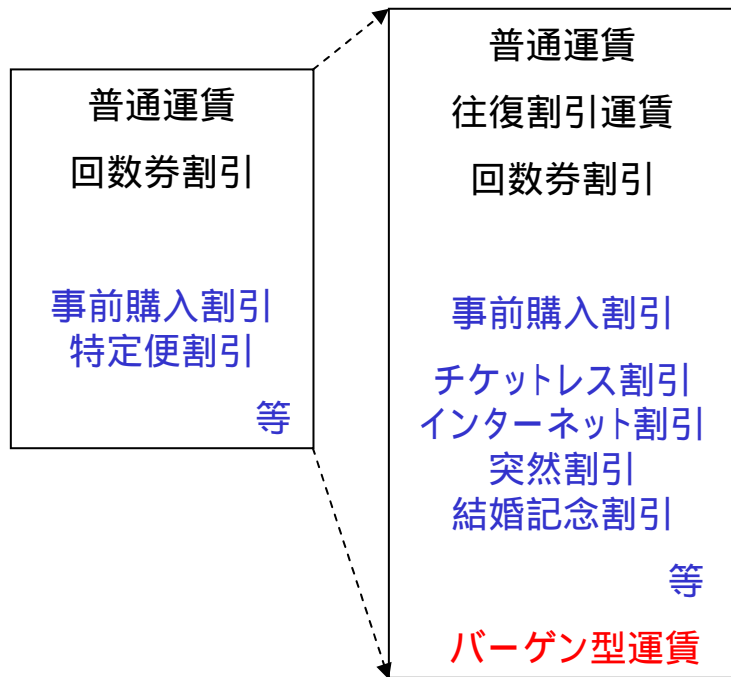 普通運賃
回数券割引
事前購入割引
特定便割引
等
普通運賃
往復割引運賃
回数券割引
事前購入割引
チケットレス割引
インターネット割引
突然割引
結婚記念割引
等
バーゲン型運賃